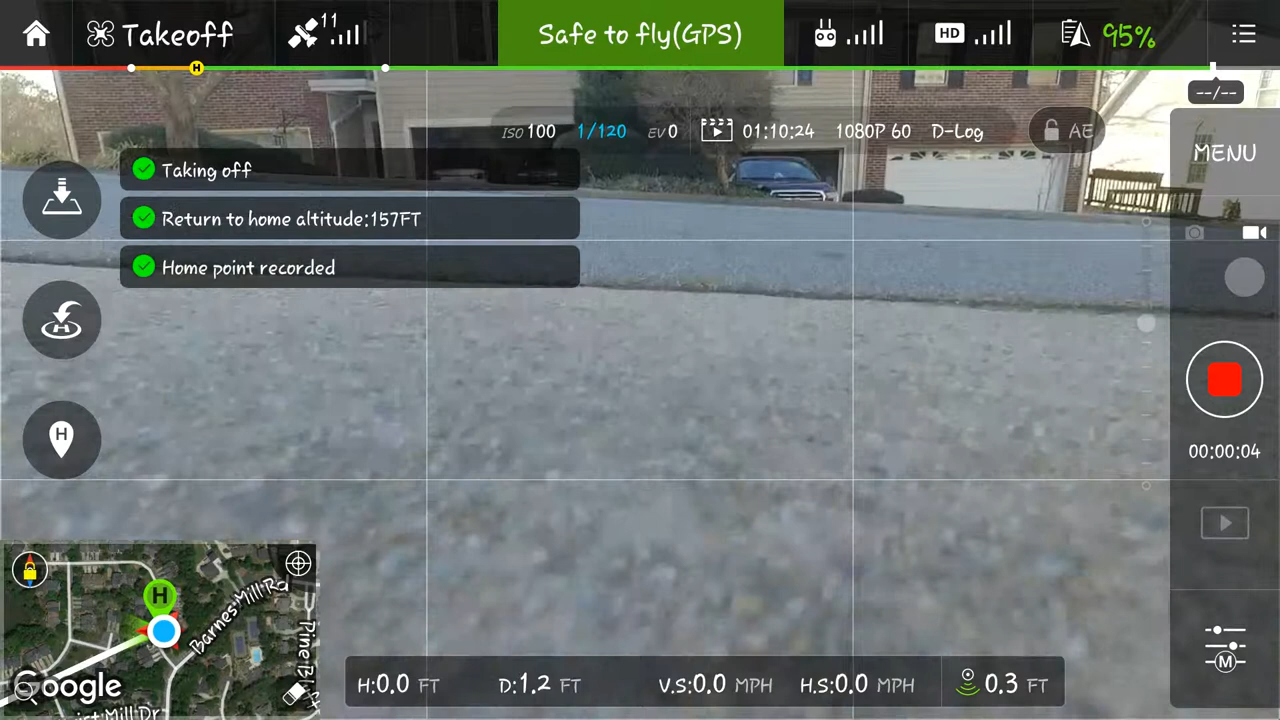 Takeoff
11
Safe to fly(GPS)
HD
95%
H
--/--
ISO 100 1/120 EV 0 01:10:24 1080P 60 D-Log AE
MENU
Taking off
Return to home altitude:157FT
Home point recorded
H
H
00:00:04
H
Barnes Mill Rd
Google
H:0.0 FT D:1.2 FT V.S:0.0 MPH H.S:0.0 MPH 0.3 FT
M
Mill Dr